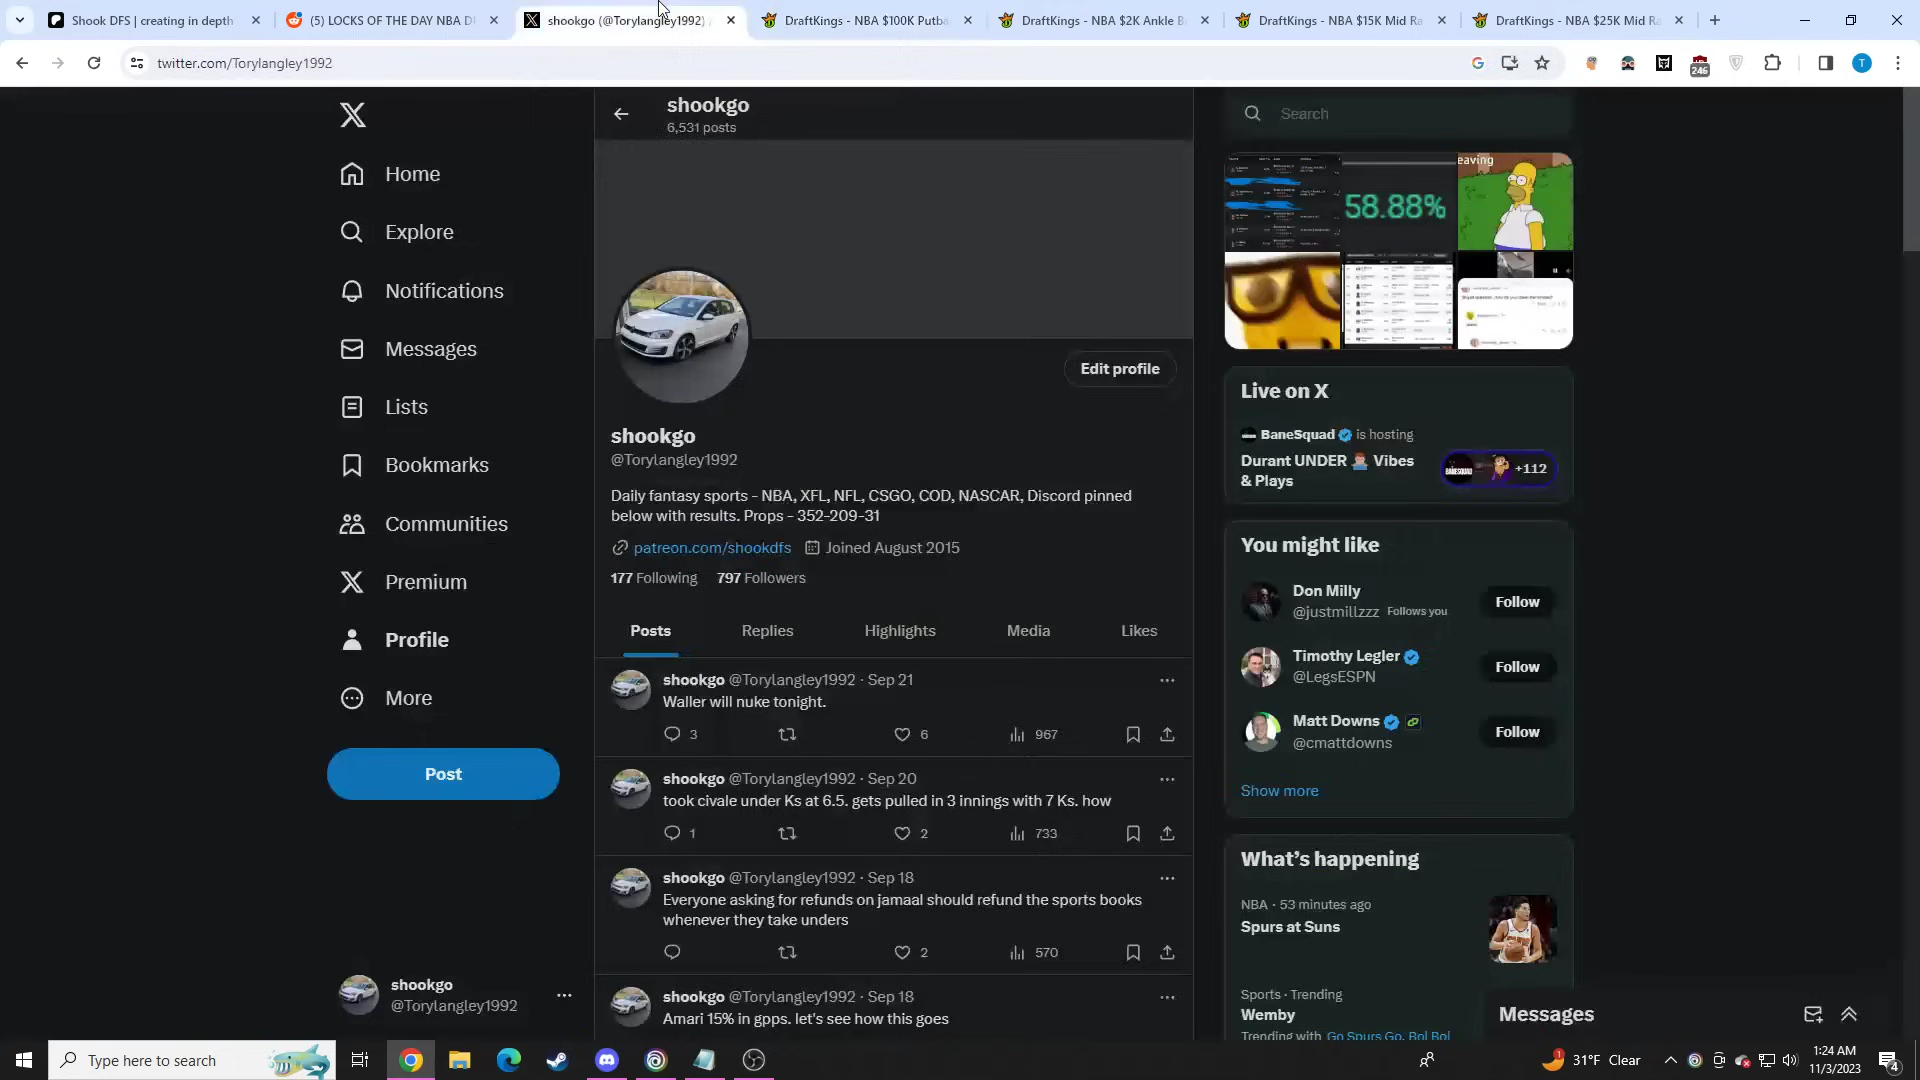 Shook DFS | creating in depth
(5) LOCKS OF THE DAY NBA D
shookgo (@Torylangley1992)
DraftKings - NBA $100K Putba
DraftKings - NBA $2K Ankle B
DraftKings - NBA $15K Mid Ra
DraftKings - NBA $25K Mid Ra
twitter.com/Torylangley1992
246
T
Home
Explore
Notifications
Messages
Lists
Bookmarks
Communities
Premium
Profile
More
Post
shookgo
@Torylangley1992
shookgo
6,531 posts
Edit profile
shookgo
@Torylangley1992
Daily fantasy sports - NBA, XFL, NFL, CSGO, COD, NASCAR, Discord pinned
below with results. Props - 352-209-31
patreon.com/shookdfs Joined August 2015
177 Following 797 Followers
Posts Replies Highlights Media Likes
shookgo @Torylangley1992 · Sep 21
Waller will nuke tonight.
3 6 967
shookgo @Torylangley1992 · Sep 20
took civale under Ks at 6.5. gets pulled in 3 innings with 7 Ks. how
1 2 733
shookgo @Torylangley1992 · Sep 18
Everyone asking for refunds on jamaal should refund the sports books
whenever they take unders
2 570
shookgo @Torylangley1992 · Sep 18
Amari 15% in gpps. let's see how this goes
Search
58.88%
eaving
Live on X
BaneSquad is hosting
Durant UNDER Vibes
& Plays
+112
You might like
Don Milly
@justmillzzz Follows you
Follow
Timothy Legler
@LegsESPN
Follow
Matt Downs
@cmattdowns
Follow
Show more
What's happening
NBA · 53 minutes ago
Spurs at Suns
Sports · Trending
Wemby
Trending with Go Spurs Go, Bol Bol
Messages
Type here to search
31°F Clear
1:24 AM
11/3/2023
4